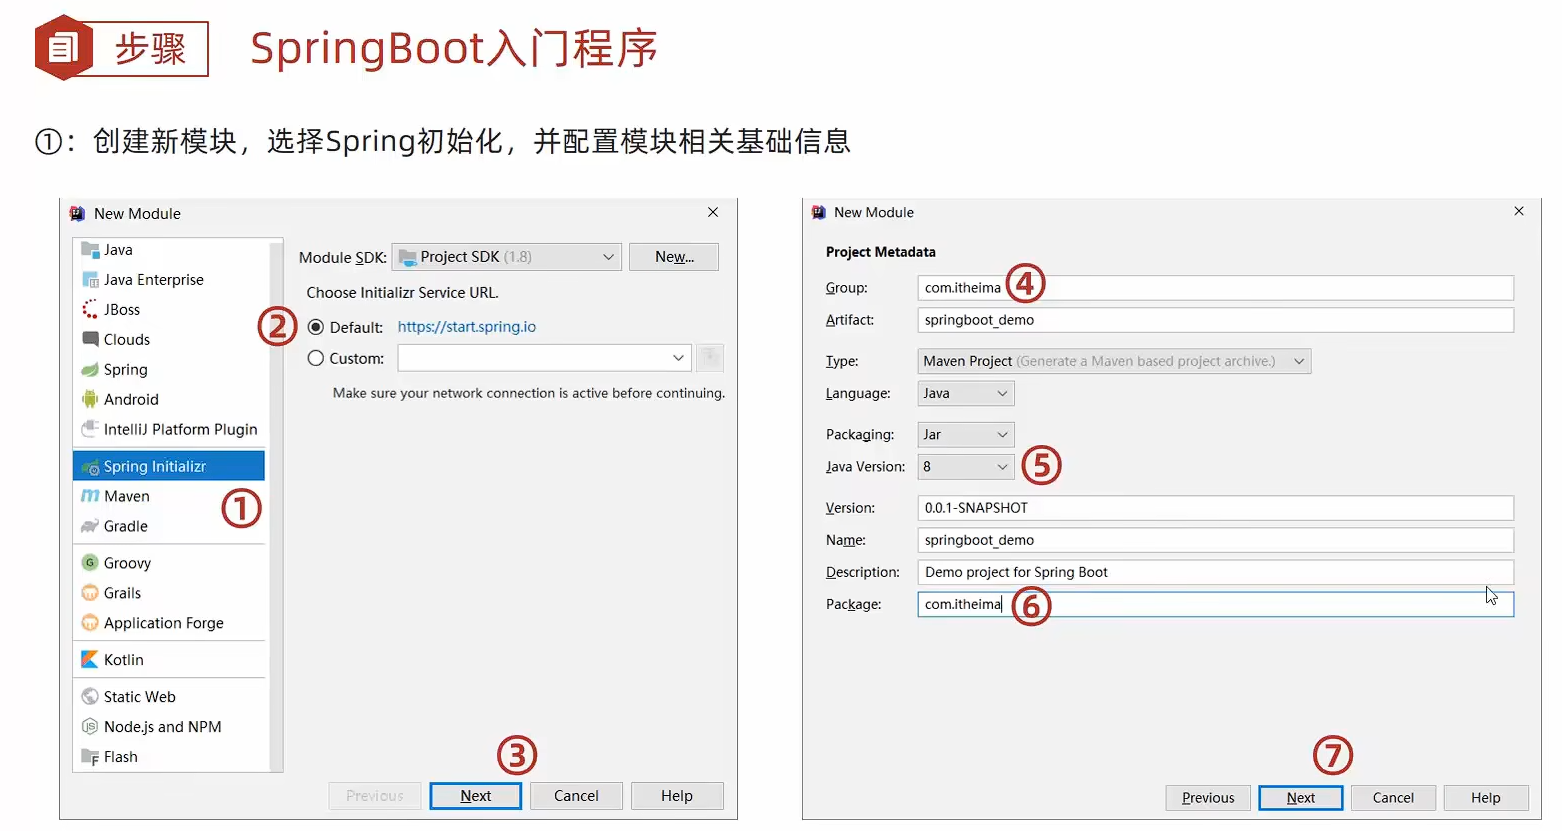 步骤
SpringBoot入门程序
①：创建新模块，选择Spring初始化，并配置模块相关基础信息
New Module
Java
Java Enterprise
JBoss
Clouds
Spring
Android
IntelliJ Platform Plugin
Spring Initializr
Maven
①
Gradle
Groovy
Grails
Application Forge
Kotlin
Static Web
Node.js and NPM
Flash
Module SDK: Project SDK (1.8) New...
Choose Initializr Service URL.
② Default: https://start.spring.io
Custom:
Make sure your network connection is active before continuing.
③
Previous Next Cancel Help
New Module
Project Metadata
Group: com.itheima ④
Artifact: springboot_demo
Type: Maven Project (Generate a Maven based project archive.)
Language: Java
Packaging: Jar
Java Version: 8 ⑤
Version: 0.0.1-SNAPSHOT
Name: springboot_demo
Description: Demo project for Spring Boot
Package: com.itheima ⑥
⑦
Previous Next Cancel Help